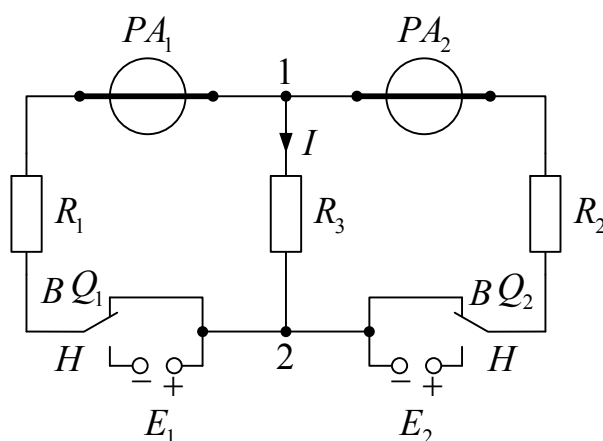 PA₁ PA₂
1
I
R₁ R₃ R₂
B Q₁ B Q₂
H 2 H
− + − +
E₁ E₂